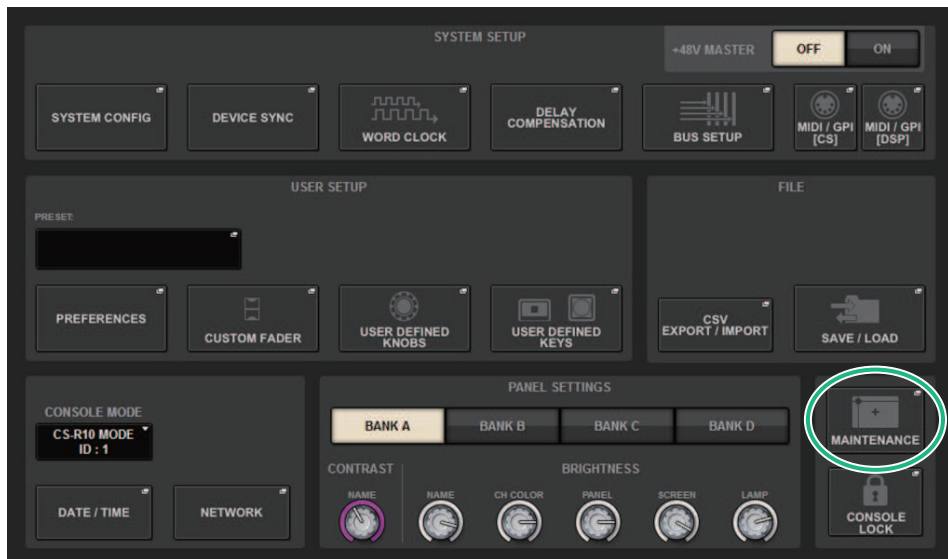 SYSTEM SETUP
+48V MASTER
OFF
ON
SYSTEM CONFIG
DEVICE SYNC
WORD CLOCK
DELAY
COMPENSATION
BUS SETUP
MIDI / GPI
[CS]
MIDI / GPI
[DSP]
USER SETUP
PRESET:
PREFERENCES
CUSTOM FADER
USER DEFINED
KNOBS
USER DEFINED
KEYS
FILE
CSV
EXPORT / IMPORT
SAVE / LOAD
CONSOLE MODE
CS-R10 MODE
ID : 1
DATE / TIME
NETWORK
PANEL SETTINGS
BANK A
BANK B
BANK C
BANK D
CONTRAST
BRIGHTNESS
NAME
NAME
CH COLOR
PANEL
SCREEN
LAMP
MAINTENANCE
CONSOLE
LOCK